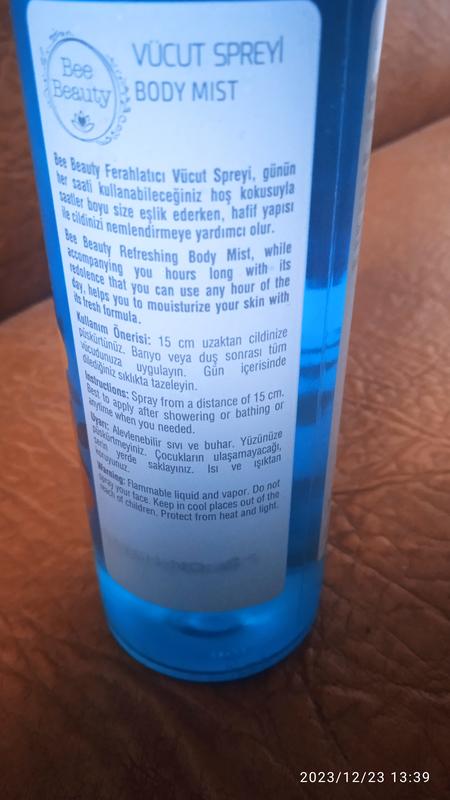 Bee
Beauty
VÜCUT SPREYİ
BODY MIST
Bee Beauty Ferahlatıcı Vücut Spreyi, günün
her saati kullanabileceğiniz hoş kokusuyla
saatler boyu size eşlik ederken, hafif yapısı
ile cildinizi nemlendirmeye yardımcı olur.
Bee Beauty Refreshing Body Mist, while
accompanying you hours long with its
redolence that you can use any hour of the
day, helps you to mouisturize your skin with
its fresh formula.
Kullanım Önerisi: 15 cm uzaktan cildinize
püskürtünüz. Banyo veya duş sonrası tüm
vücudunuza uygulayın. Gün içerisinde
dilediğiniz sıklıkta tazeleyin.
Instructions: Spray from a distance of 15 cm.
Best to apply after showering or bathing or
anytime when you needed.
Uyarı: Alevlenebilir sıvı ve buhar. Yüzünüze
püskürtmeyiniz. Çocukların ulaşamayacağı,
serin yerde saklayınız. Isı ve ışıktan
koruyunuz.
Warning: Flammable liquid and vapor. Do not
spray your face. Keep in cool places out of the
reach of children. Protect from heat and light.
2023/12/23 13:39